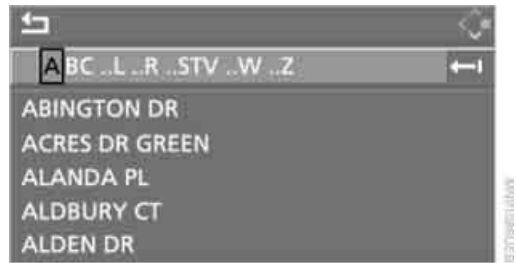 ABC ..L ..R ..STV ..W ..Z
ABINGTON DR
ACRES DR GREEN
ALANDA PL
ALDBURY CT
ALDEN DR